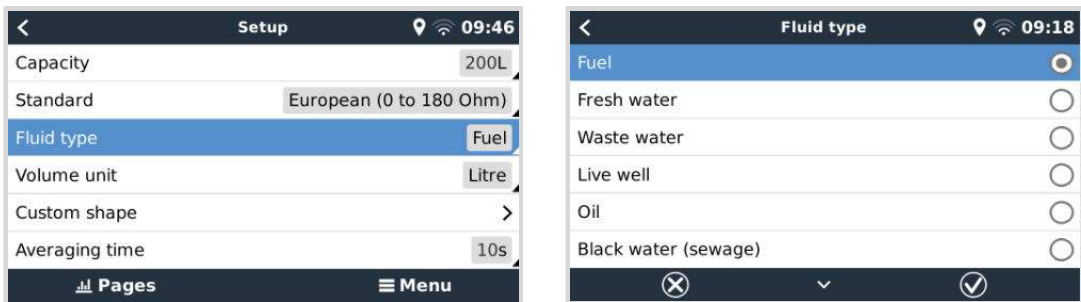 Setup 09:46
Capacity 200L
Standard European (0 to 180 Ohm)
Fluid type Fuel
Volume unit Litre
Custom shape
Averaging time 10s
Pages Menu
Fluid type 09:18
Fuel
Fresh water
Waste water
Live well
Oil
Black water (sewage)